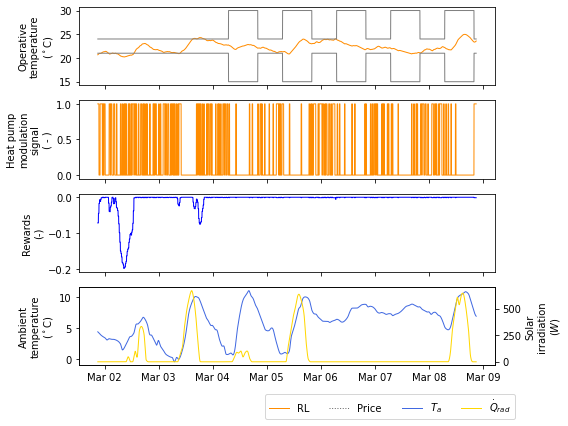 Operative
temperature
(°C)
30
25
20
15
Heat pump
modulation
signal
( - )
1.0
0.5
0.0
Rewards
(-)
0.0
−0.1
−0.2
Ambient
temperature
(°C)
10
5
0
500
250
0
Solar
irradiation
(W)
Mar 02 Mar 03 Mar 04 Mar 05 Mar 06 Mar 07 Mar 08 Mar 09
RL Price T_a Q̇_rad